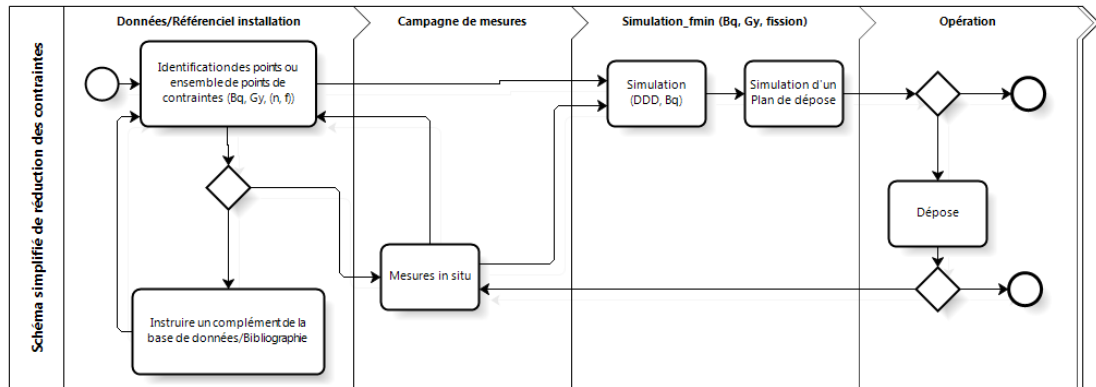 Schéma simplifié de réduction des contraintes
Données/Référenciel installation
Campagne de mesures
Simulation_fmin (Bq, Gy, fission)
Opération
Identification des points ou
ensemble de points de
contraintes (Bq, Gy, (n, f))
Simulation
(DDD, Bq)
Simulation d'un
Plan de dépose
Dépose
Mesures in situ
Instruire un complément de la
base de données/Bibliographie